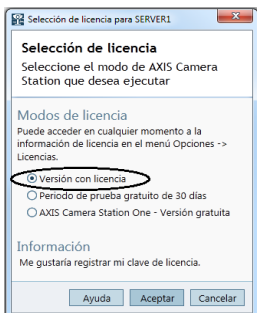 Selección de licencia para SERVER1
Selección de licencia
Seleccione el modo de AXIS Camera
Station que desea ejecutar
Modos de licencia
Puede acceder en cualquier momento a la
información de licencia en el menú Opciones ->
Licencias.
Versión con licencia
Periodo de prueba gratuito de 30 días
AXIS Camera Station One - Versión gratuita
Información
Me gustaría registrar mi clave de licencia.
Ayuda Aceptar Cancelar